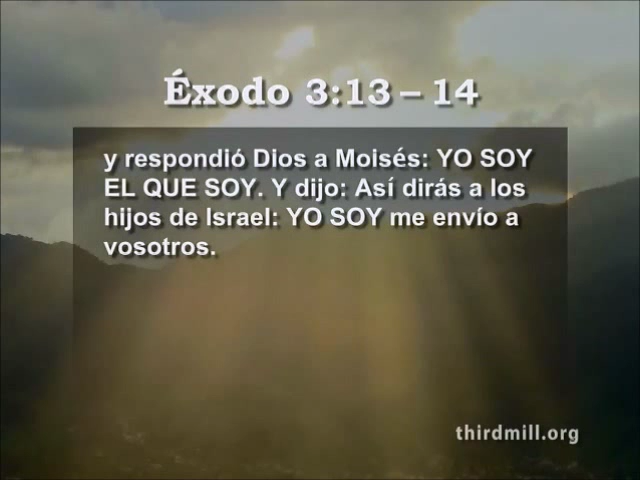 Éxodo 3:13 – 14
y respondió Dios a Moisés: YO SOY
EL QUE SOY. Y dijo: Así dirás a los
hijos de Israel: YO SOY me envío a
vosotros.
thirdmill.org